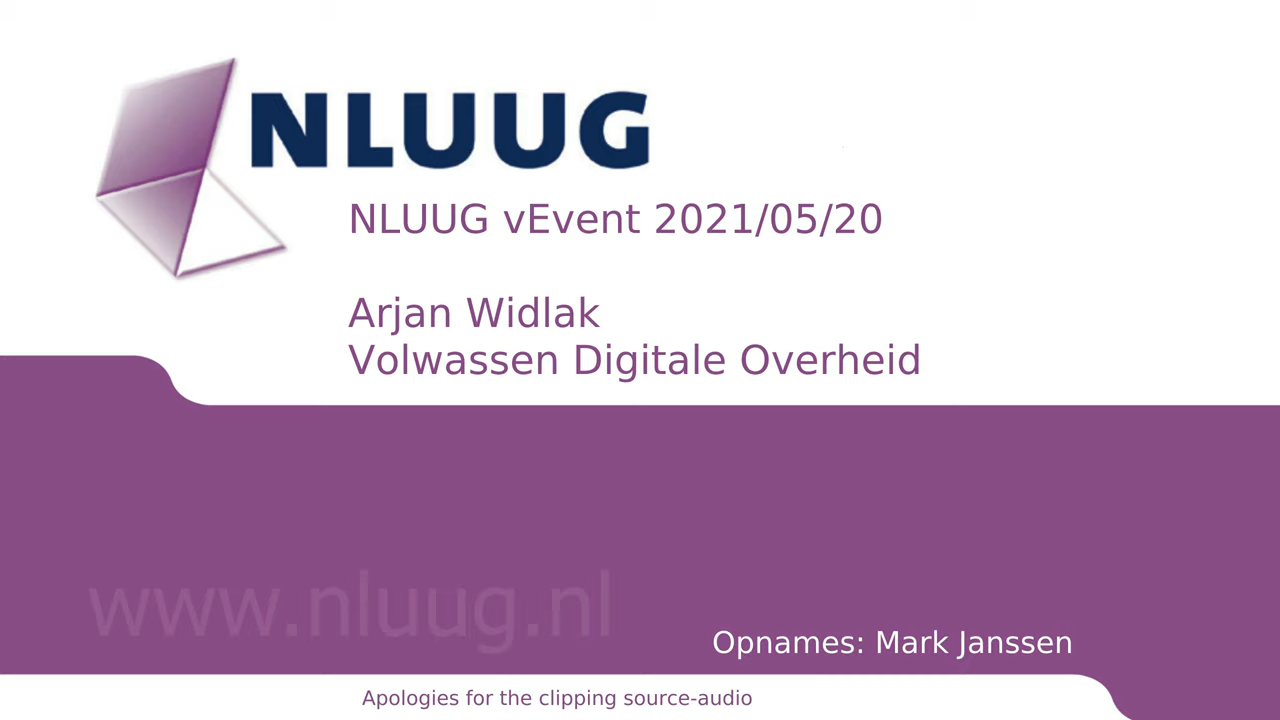 NLUUG
NLUUG vEvent 2021/05/20
Arjan Widlak
Volwassen Digitale Overheid
www.nluug.nl
Opnames: Mark Janssen
Apologies for the clipping source-audio